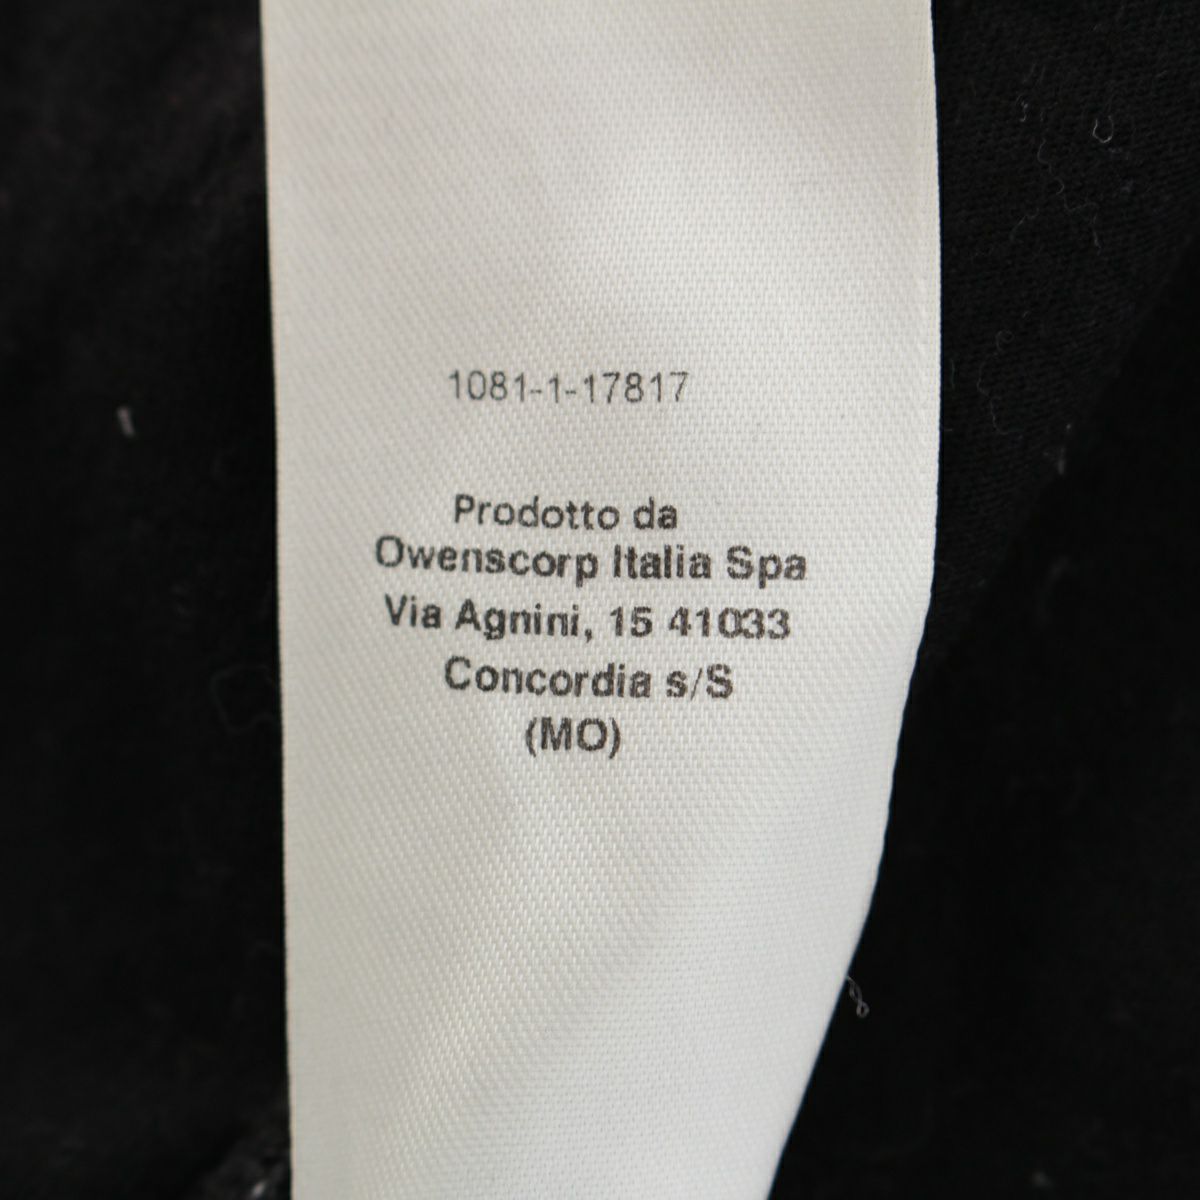 1081-1-17817
Prodotto da
Owenscorp Italia Spa
Via Agnini, 15 41033
Concordia s/S
(MO)